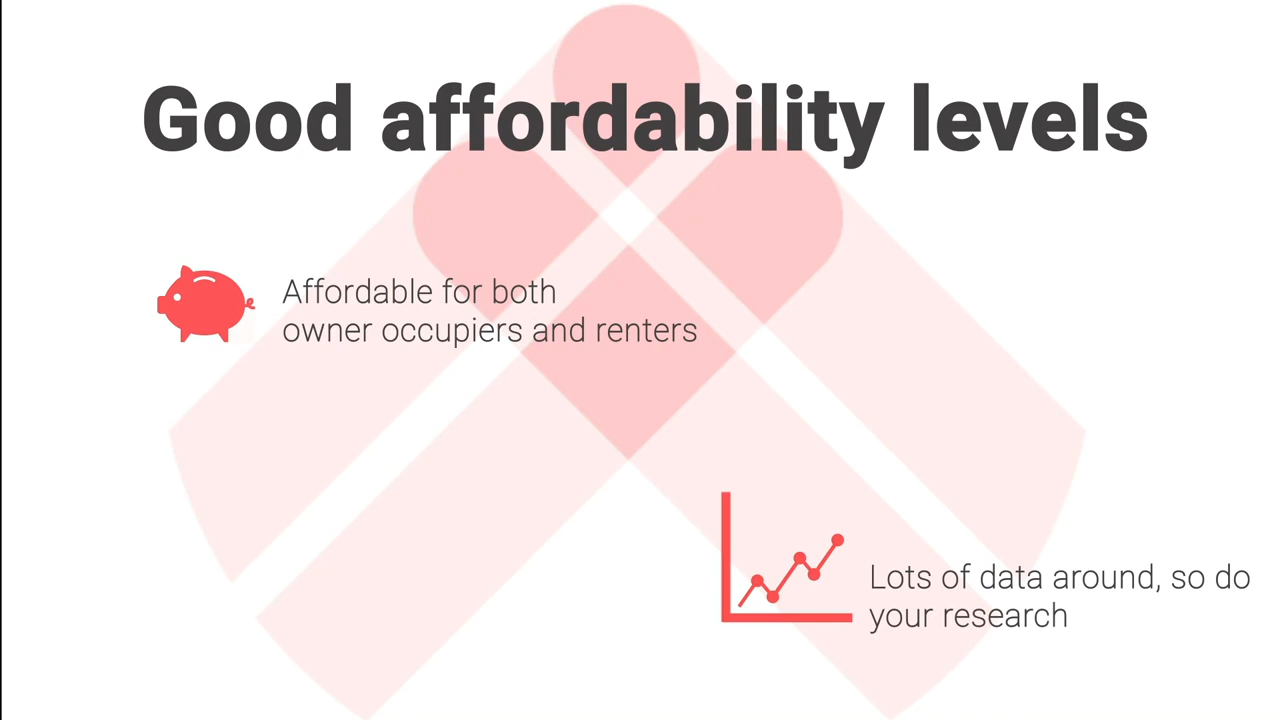 Good affordability levels
Affordable for both
owner occupiers and renters
Lots of data around, so do
your research